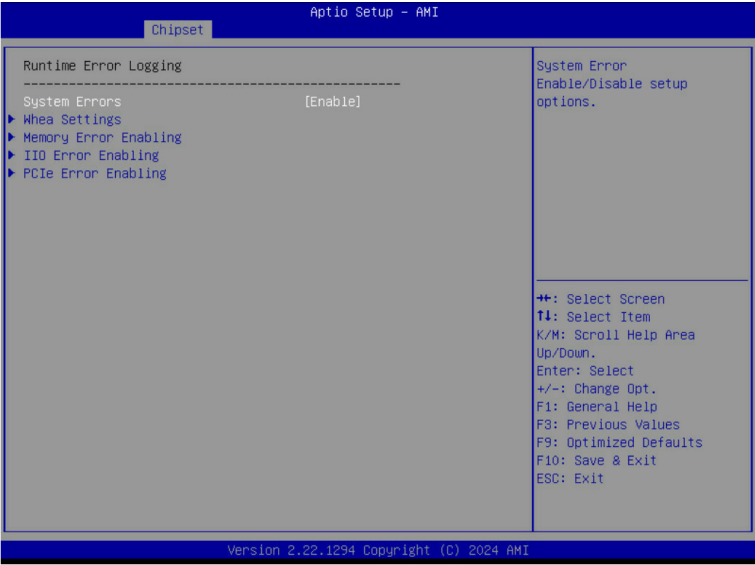 Aptio Setup – AMI
Chipset
Runtime Error Logging
------------------------------------------------
System Errors [Enable]
Whea Settings
Memory Error Enabling
IIO Error Enabling
PCIe Error Enabling
System Error
Enable/Disable setup
options.
→←: Select Screen
↑↓: Select Item
K/M: Scroll Help Area
Up/Down.
Enter: Select
+/-: Change Opt.
F1: General Help
F3: Previous Values
F9: Optimized Defaults
F10: Save & Exit
ESC: Exit
Version 2.22.1294 Copyright (C) 2024 AMI